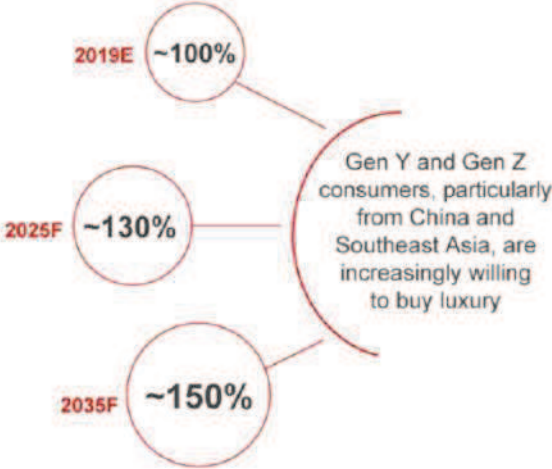 2019E
~100%
2025F
~130%
2035F
~150%
Gen Y and Gen Z
consumers, particularly
from China and
Southeast Asia, are
increasingly willing
to buy luxury